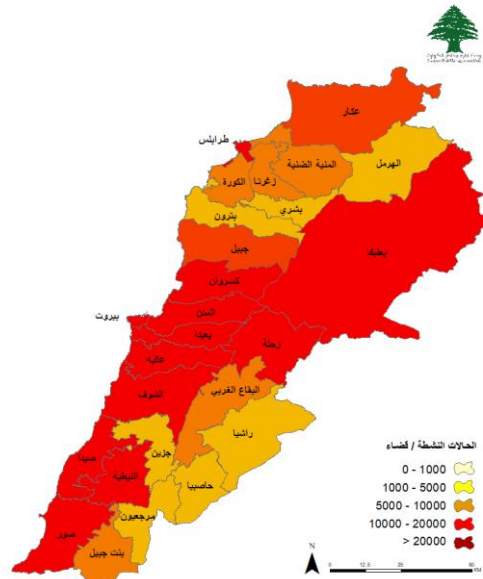 عكار
طرابلس
المنية الضنية
الهرمل
زغرتا
الكورة
بشري
بترون
بعلبك
جبيل
كسروان
المتن
بيروت
بعبدا
زحلة
عاليه
الشوف
البقاع الغربي
راشيا
جزين
صيدا
النبطية
حاصبيا
مرجعيون
صور
بنت جبيل
الحالات النشطة / قضاء
0 - 1000
1000 - 5000
5000 - 10000
10000 - 20000
> 20000
N
0 12.5 25 50
KM